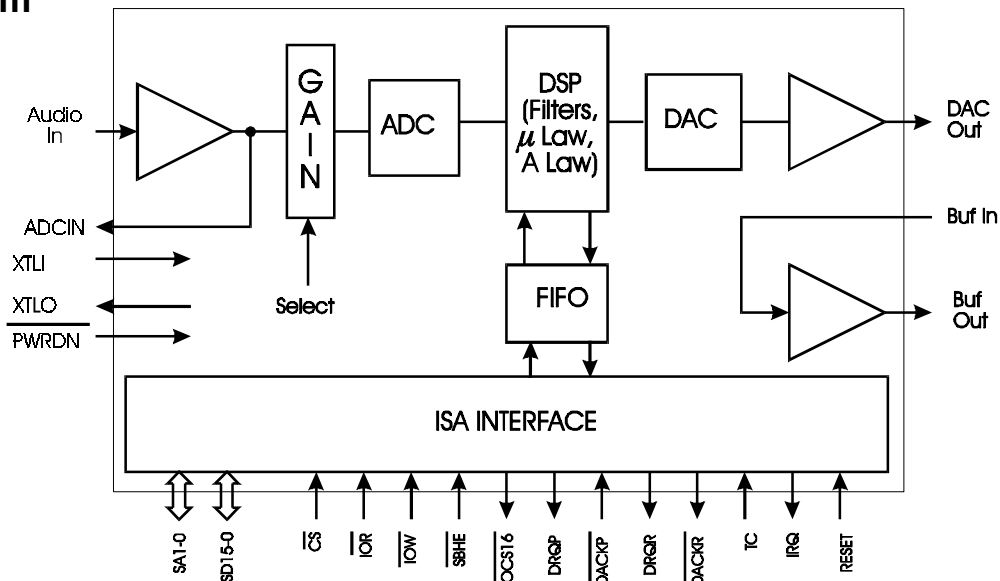 Audio
In
G
A
I
N
ADC
DSP
(Filters,
μ Law,
A Law)
DAC
DAC
Out
ADCIN
XTLI
XTLO
PWRDN
Select
FIFO
Buf In
Buf
Out
ISA INTERFACE
SA1-0
SD15-0
CS
IOR
IOW
SBHE
DRQP
DACKP
DRQR
DACKR
TC
IRQ
RESET